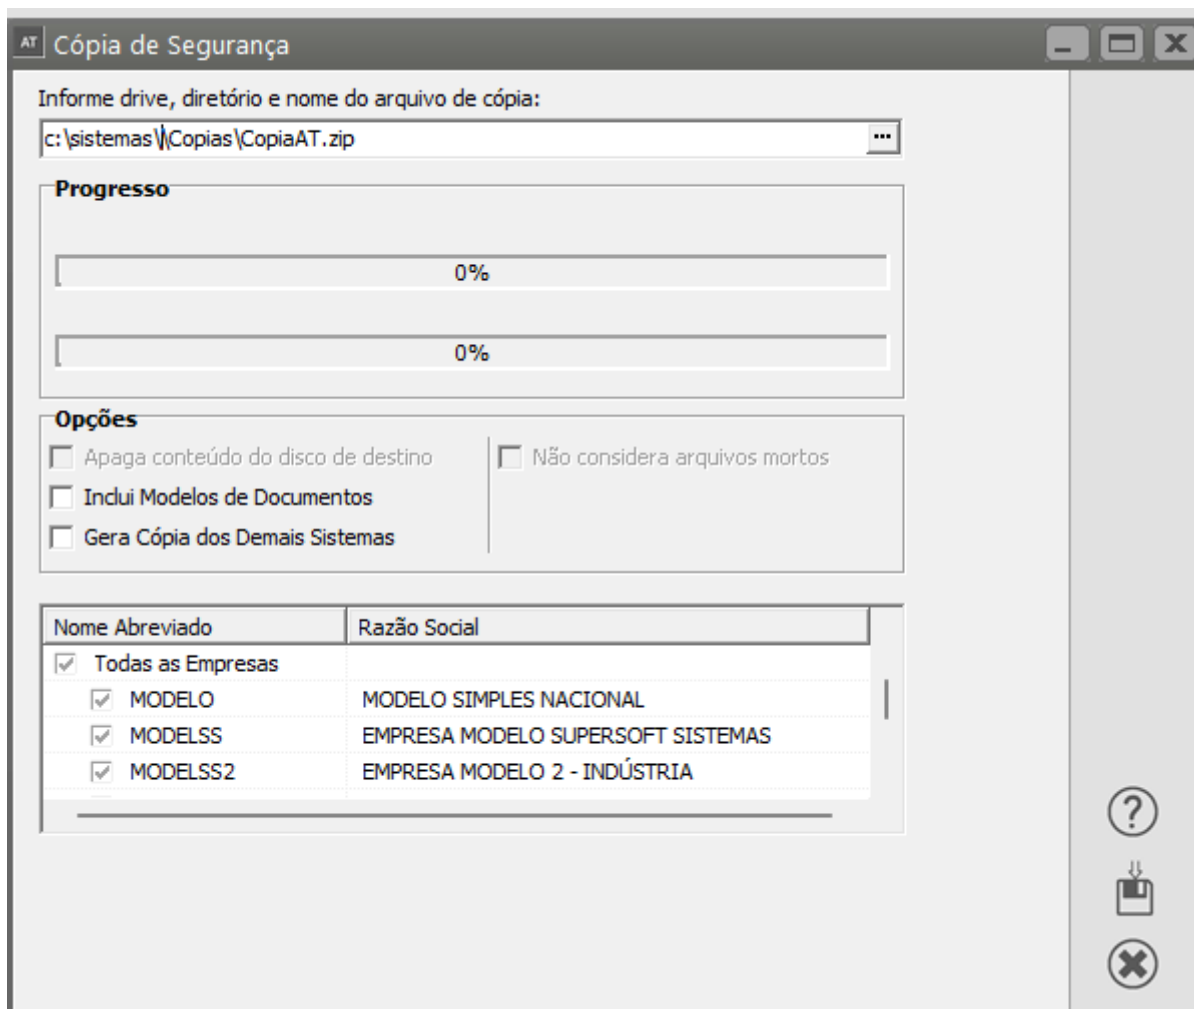 AT Cópia de Segurança
Informe drive, diretório e nome do arquivo de cópia:
c:\sistemas\\Copias\CopiaAT.zip ...
Progresso
0%
0%
Opções
Apaga conteúdo do disco de destino Não considera arquivos mortos
Inclui Modelos de Documentos
Gera Cópia dos Demais Sistemas
Nome Abreviado Razão Social
Todas as Empresas
MODELO MODELO SIMPLES NACIONAL
MODELSS EMPRESA MODELO SUPERSOFT SISTEMAS
MODELSS2 EMPRESA MODELO 2 - INDÚSTRIA
?